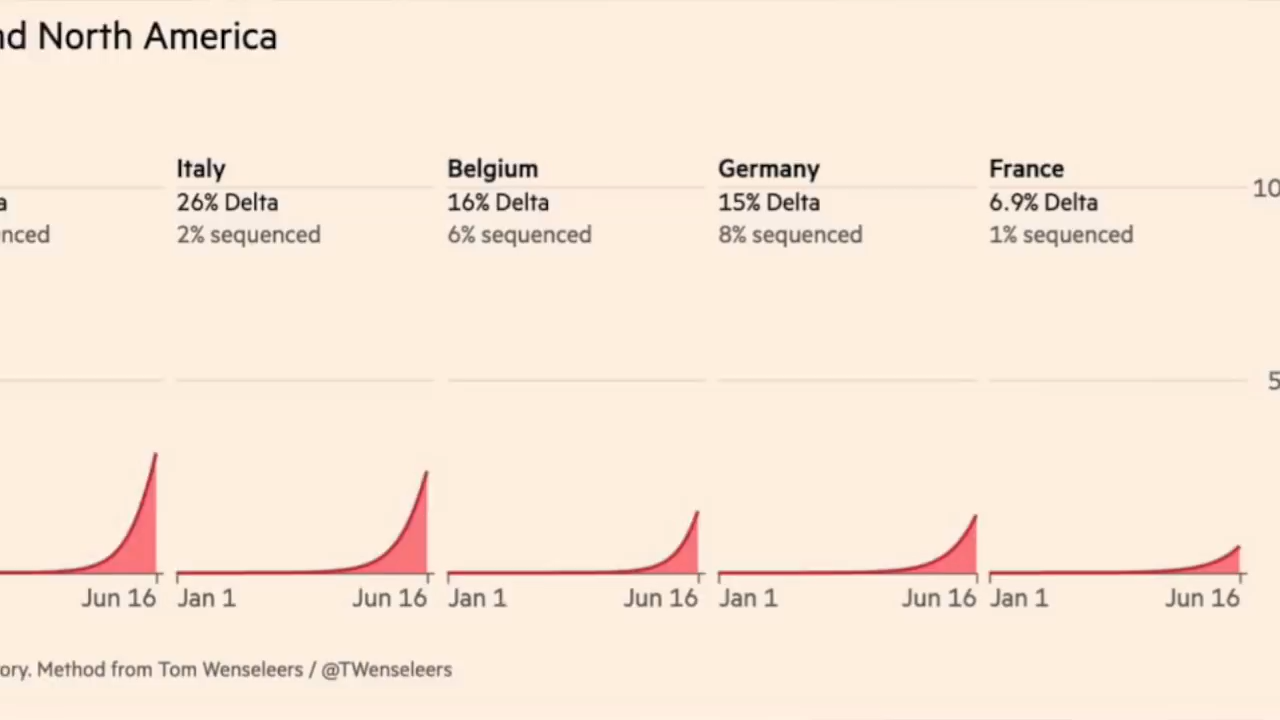 nd North America
Italy Belgium Germany France
a 26% Delta 16% Delta 15% Delta 6.9% Delta 10
nced 2% sequenced 6% sequenced 8% sequenced 1% sequenced
5
Jun 16 Jan 1 Jun 16 Jan 1 Jun 16 Jan 1 Jun 16 Jan 1 Jun 16
ory. Method from Tom Wenseleers / @TWenseleers